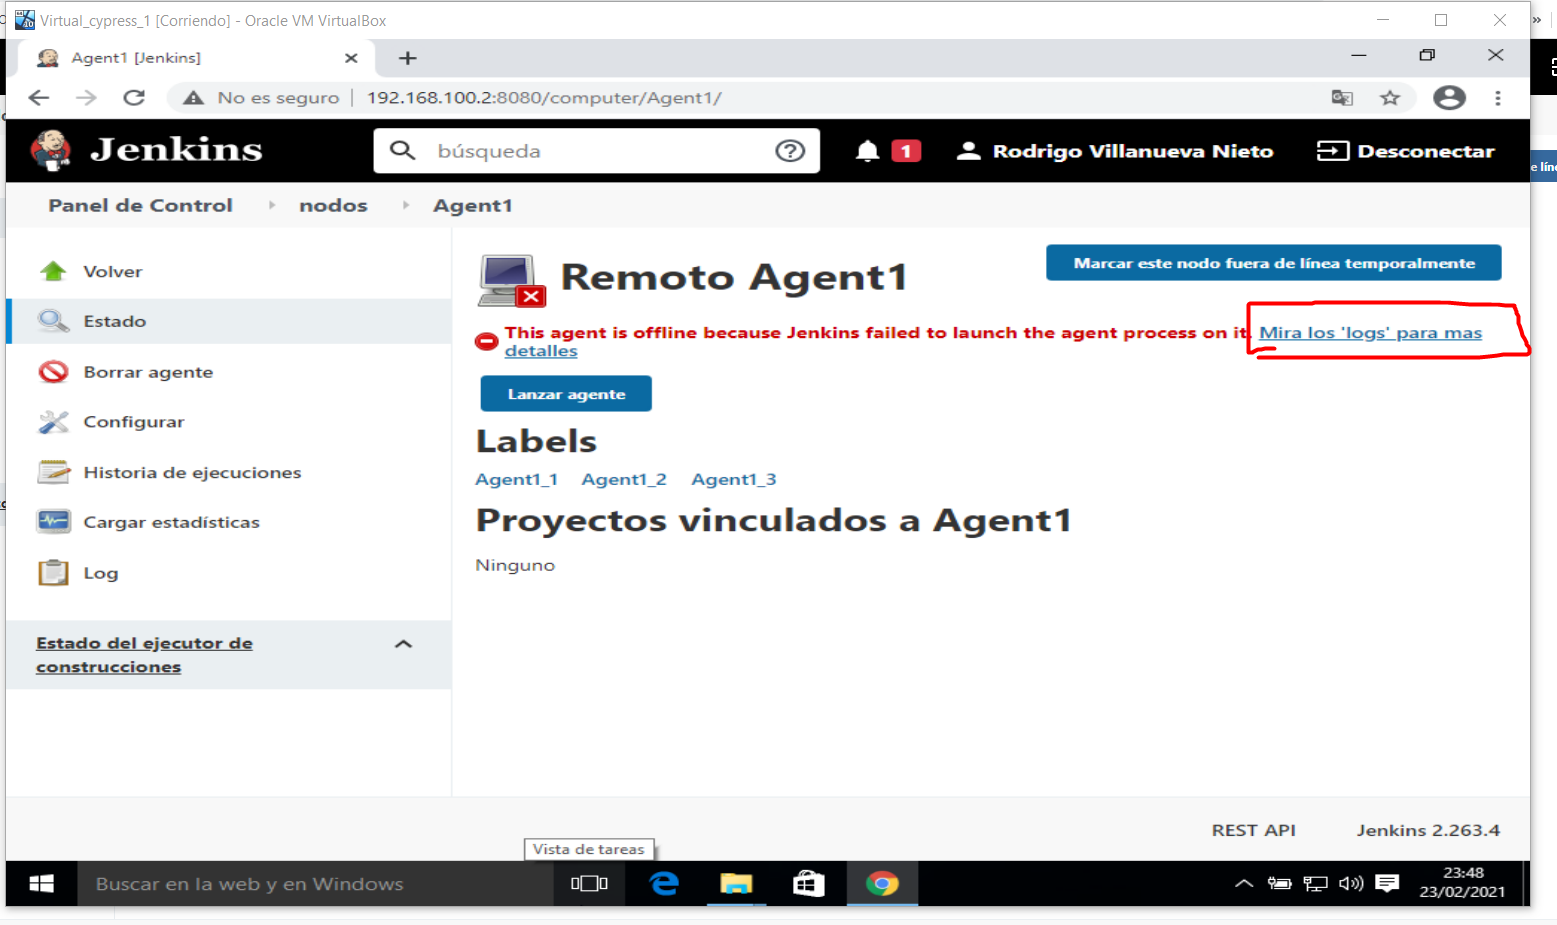 Virtual_cypress_1 [Corriendo] - Oracle VM VirtualBox
»
Agent1 [Jenkins]
No es seguro
192.168.100.2:8080/computer/Agent1/
Jenkins
búsqueda
1
Rodrigo Villanueva Nieto
Desconectar
e líne
Panel de Control
nodos
Agent1
Volver
Estado
Borrar agente
Configurar
Historia de ejecuciones
Cargar estadísticas
Log
Estado del ejecutor de
construcciones
Remoto Agent1
Marcar este nodo fuera de línea temporalmente
This agent is offline because Jenkins failed to launch the agent process on it. Mira los 'logs' para mas
detalles
Lanzar agente
Labels
Agent1_1 Agent1_2 Agent1_3
Proyectos vinculados a Agent1
Ninguno
REST API
Jenkins 2.263.4
Vista de tareas
Buscar en la web y en Windows
23:48
23/02/2021